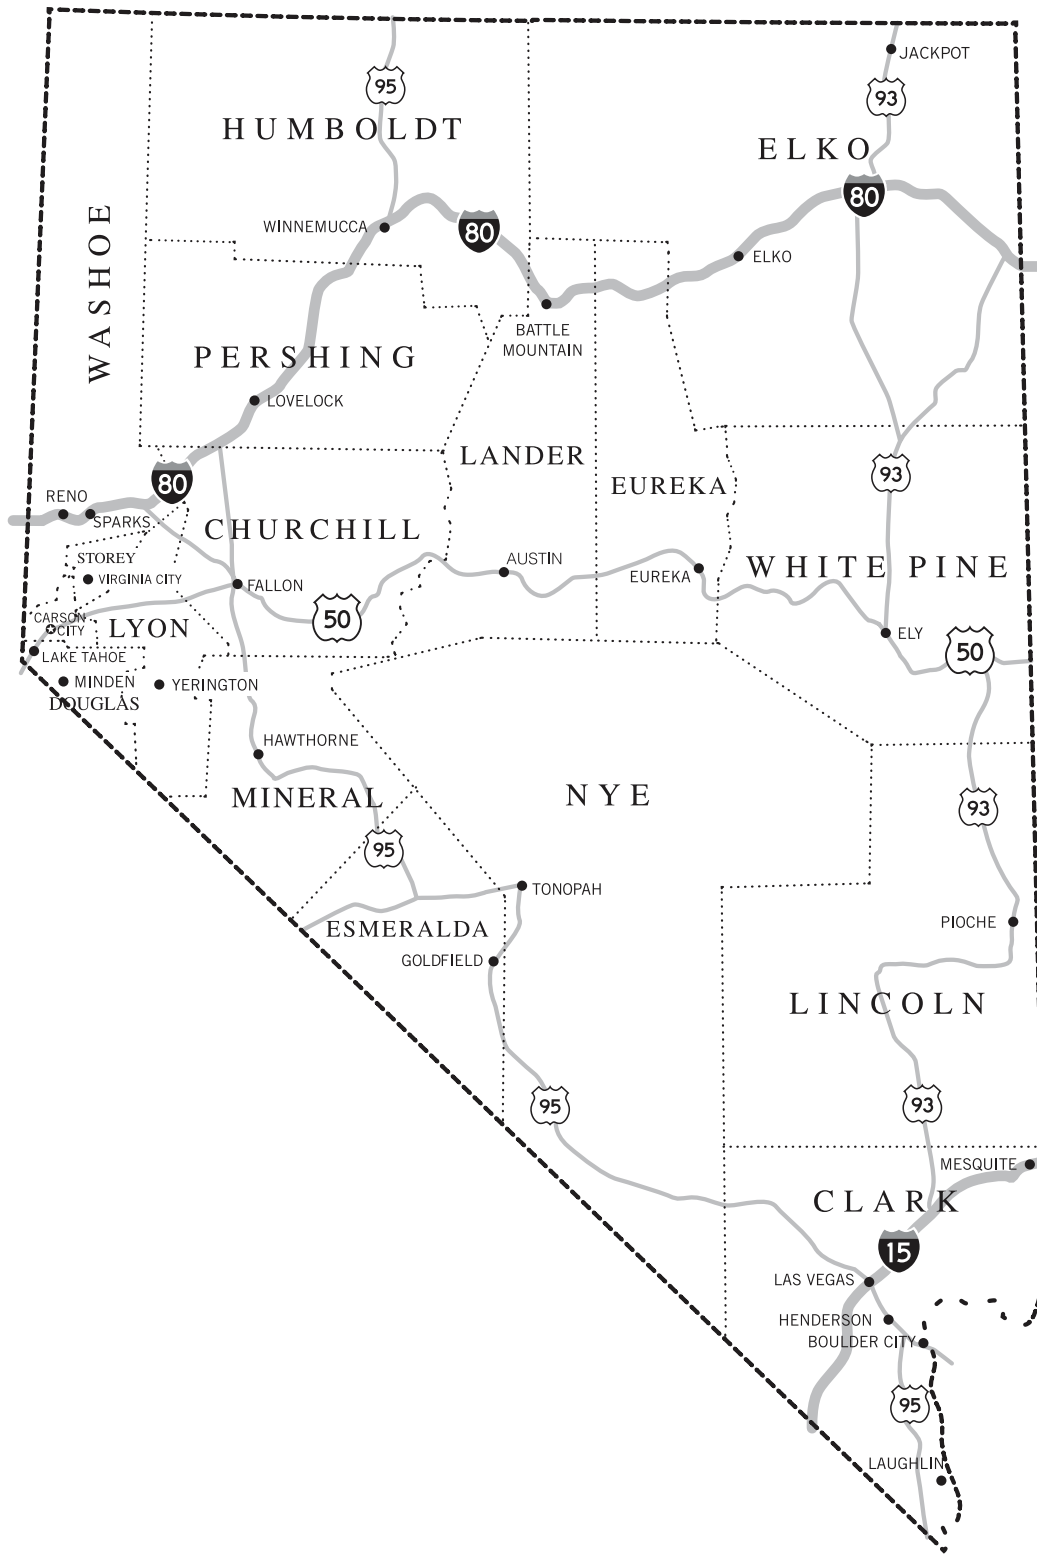 JACKPOT
95
93
HUMBOLDT
ELKO
80
WASHOE
WINNEMUCCA
80
ELKO
BATTLE
MOUNTAIN
PERSHING
LOVELOCK
LANDER
80
93
EUREKA
RENO
SPARKS
CHURCHILL
STOREY
AUSTIN
WHITE PINE
VIRGINIA CITY
FALLON
EUREKA
CARSON
CITY
LYON
50
ELY
LAKE TAHOE
50
MINDEN
YERINGTON
DOUGLAS
HAWTHORNE
MINERAL
NYE
93
95
TONOPAH
PIOCHE
ESMERALDA
GOLDFIELD
LINCOLN
95
93
MESQUITE
CLARK
15
LAS VEGAS
HENDERSON
BOULDER CITY
95
LAUGHLIN